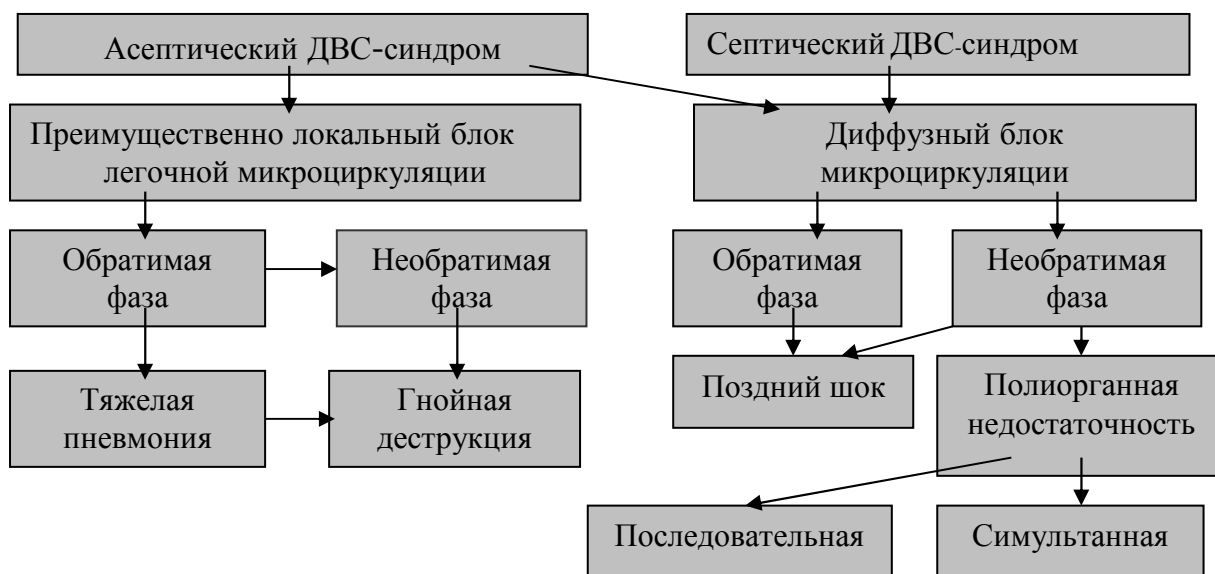 Асептический ДВС-синдром
Септический ДВС-синдром
Преимущественно локальный блок
легочной микроциркуляции
Диффузный блок
микроциркуляции
Обратимая
фаза
Необратимая
фаза
Обратимая
фаза
Необратимая
фаза
Тяжелая
пневмония
Гнойная
деструкция
Поздний шок
Полиорганная
недостаточность
Последовательная
Симультанная